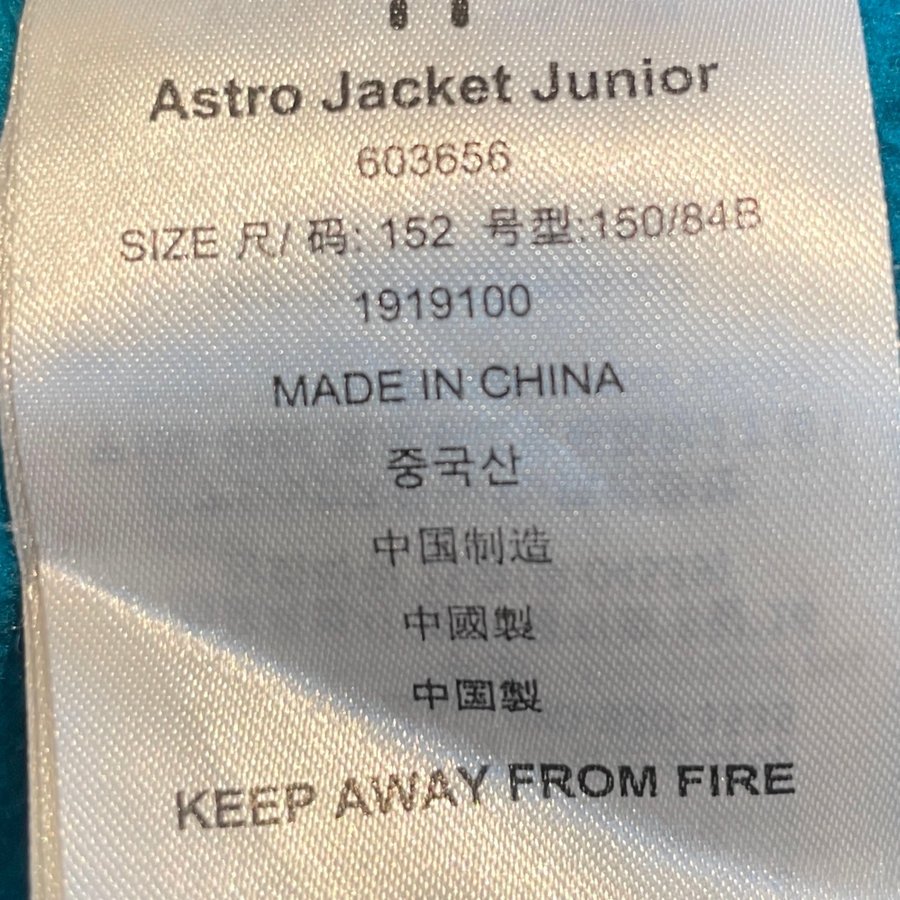 Astro Jacket Junior
603656
SIZE 尺/ 码: 152 号型:150/84B
1919100
MADE IN CHINA
중국산
中国制造
中國製
中国製
KEEP AWAY FROM FIRE